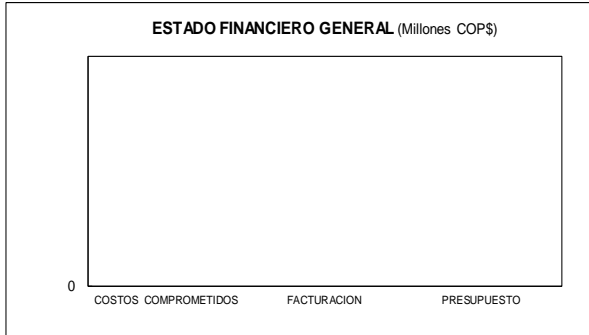 ESTADO FINANCIERO GENERAL (Millones COP$)
0
COSTOS COMPROMETIDOS FACTURACION PRESUPUESTO